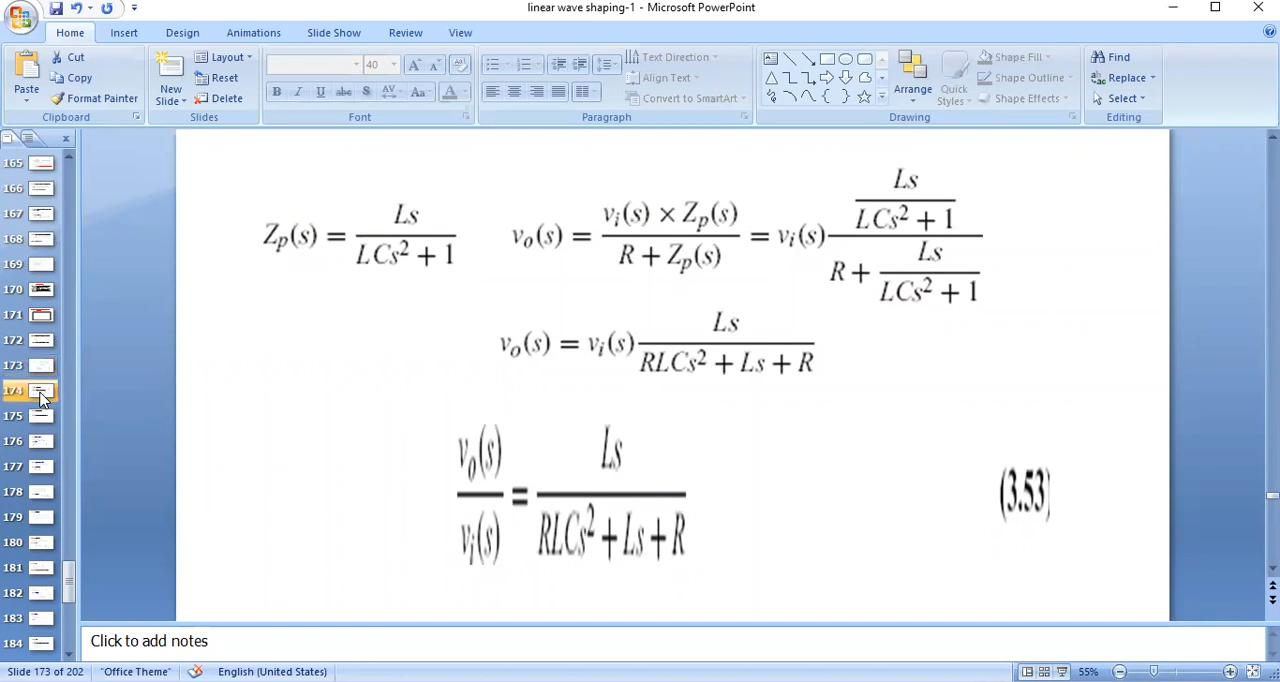 linear wave shaping-1 - Microsoft PowerPoint
Home Insert Design Animations Slide Show Review View
Paste
Cut
Copy
Format Painter
Clipboard
New Slide
Layout
Reset
Delete
Slides
40
B I U abc S AV Aa A
Font
Text Direction
Align Text
Convert to SmartArt
Paragraph
Arrange
Quick Styles
Shape Fill
Shape Outline
Shape Effects
Drawing
Find
Replace
Select
Editing
165
166
167
168
169
170
171
172
173
174
175
176
177
178
179
180
181
182
183
184
Zp(s) = Ls / (LCs² + 1) vo(s) = (vi(s) × Zp(s)) / (R + Zp(s)) = vi(s) (Ls / (LCs² + 1)) / (R + Ls / (LCs² + 1))
vo(s) = vi(s) Ls / (RLCs² + Ls + R)
vo(s) / vi(s) = Ls / (RLCs² + Ls + R) (3.53)
Click to add notes
Slide 173 of 202 "Office Theme" English (United States) 55%